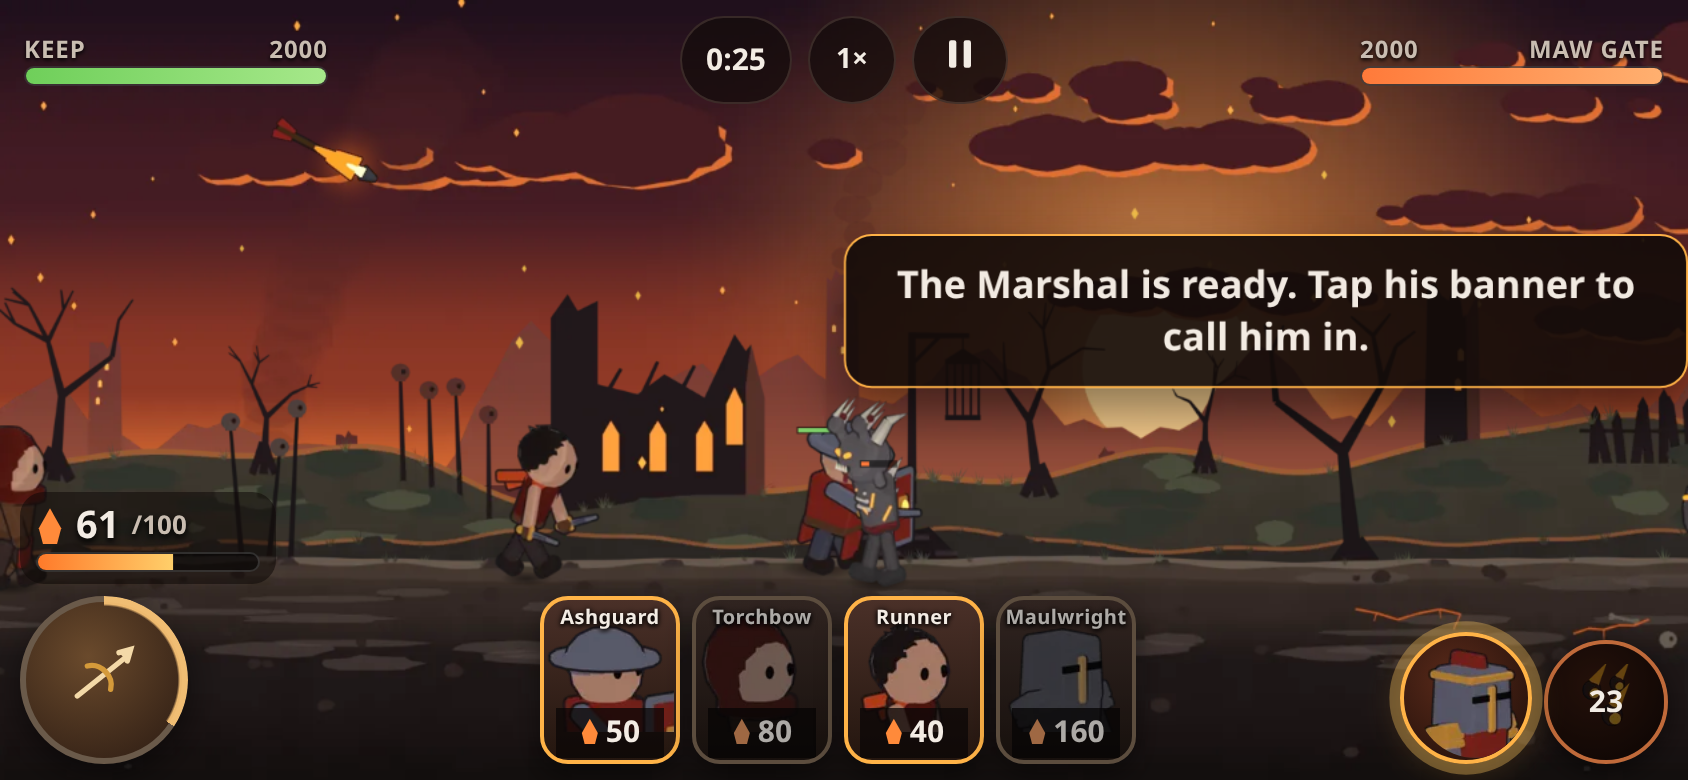 KEEP 2000
0:25
1×
2000 MAW GATE
The Marshal is ready. Tap his banner to
call him in.
61 /100
Ashguard
50
Torchbow
80
Runner
40
Maulwright
160
23